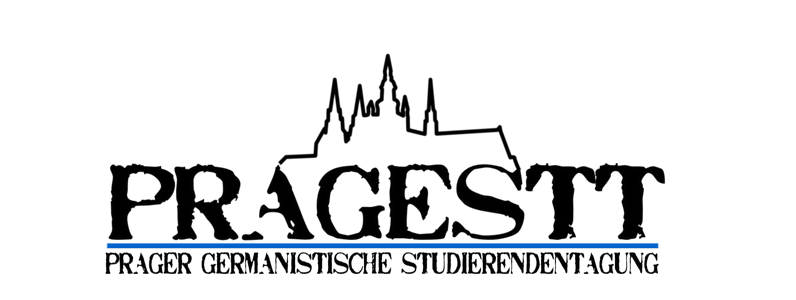 PRAGESTT
PRAGER GERMANISTISCHE STUDIERENDENTAGUNG